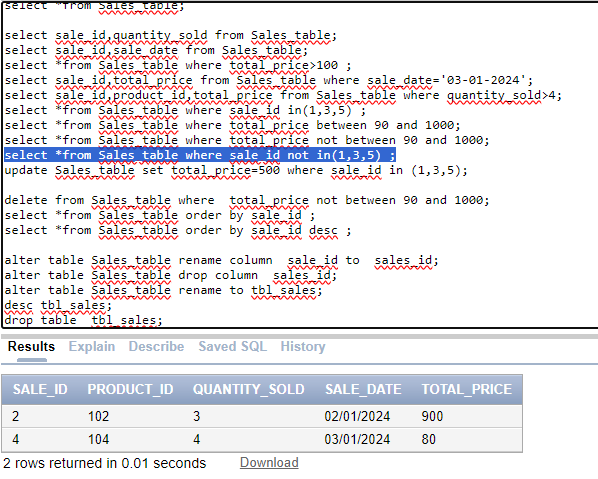 select *from Sales_table;
select sale_id,quantity_sold from Sales_table;
select sale_id,sale_date from Sales_table;
select *from Sales_table where total_price>100 ;
select sale_id,total_price from Sales_table where sale_date='03-01-2024';
select sale_id,product_id,total_price from Sales_table where quantity_sold>4;
select *from Sales_table where sale_id in(1,3,5) ;
select *from Sales_table where total_price between 90 and 1000;
select *from Sales_table where total_price not between 90 and 1000;
select *from Sales_table where sale_id not in(1,3,5) ;
update Sales_table set total_price=500 where sale_id in (1,3,5);
delete from Sales_table where  total_price not between 90 and 1000;
select *from Sales_table order by sale_id ;
select *from Sales_table order by sale_id desc ;
alter table Sales_table rename column  sale_id to  sales_id;
alter table Sales_table drop column  sales_id;
alter table Sales_table rename to tbl_sales;
desc tbl_sales;
drop table  tbl_sales;
Results Explain Describe Saved SQL History
SALE_ID PRODUCT_ID QUANTITY_SOLD SALE_DATE TOTAL_PRICE
2 102 3 02/01/2024 900
4 104 4 03/01/2024 80
2 rows returned in 0.01 seconds Download